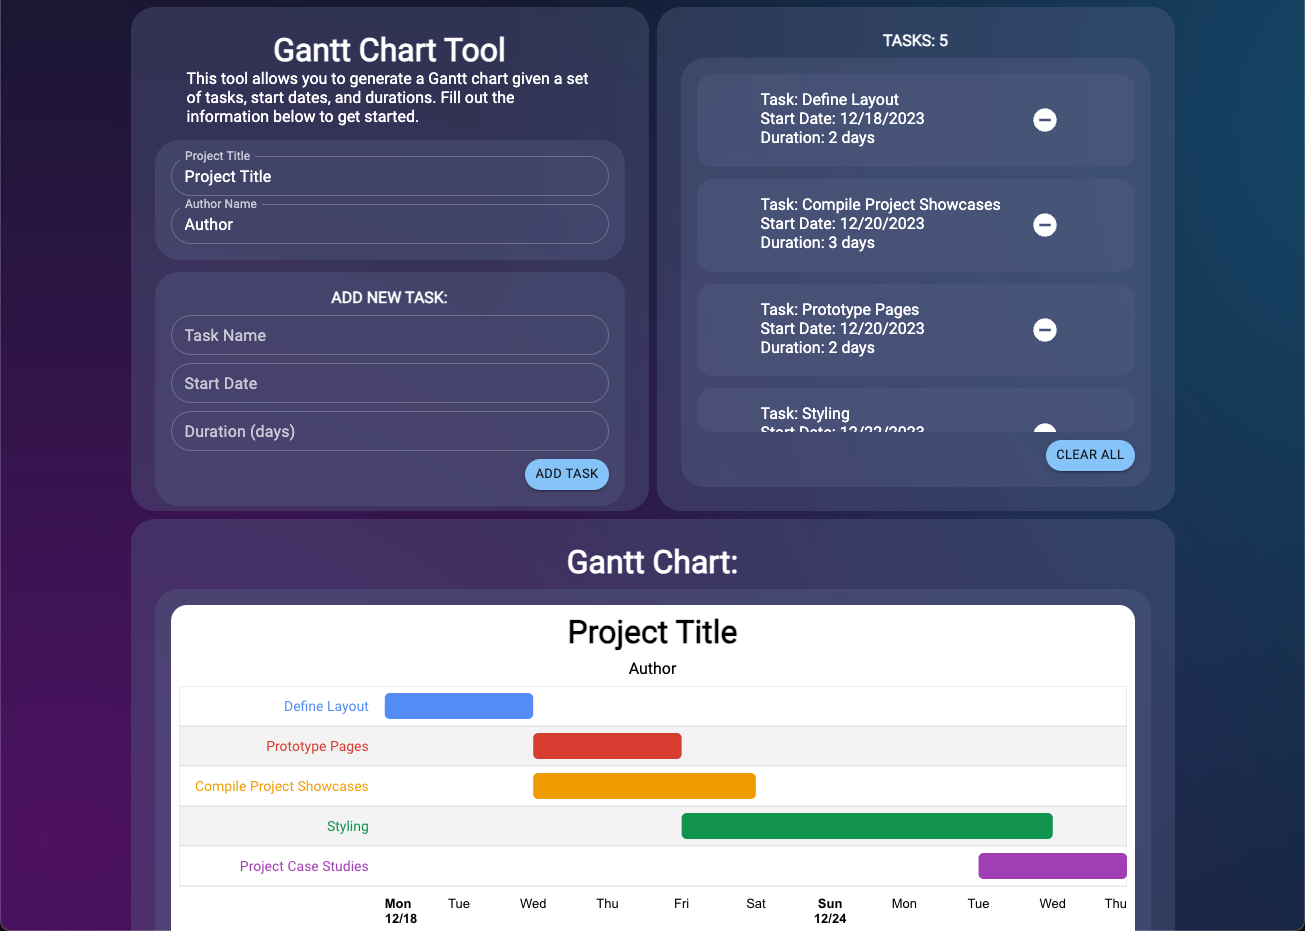 Gantt Chart Tool
This tool allows you to generate a Gantt chart given a set
of tasks, start dates, and durations. Fill out the
information below to get started.
Project Title
Project Title
Author Name
Author
ADD NEW TASK:
Task Name
Start Date
Duration (days)
ADD TASK
TASKS: 5
Task: Define Layout
Start Date: 12/18/2023
Duration: 2 days
Task: Compile Project Showcases
Start Date: 12/20/2023
Duration: 3 days
Task: Prototype Pages
Start Date: 12/20/2023
Duration: 2 days
Task: Styling
Start Date: 12/22/2023
CLEAR ALL
Gantt Chart:
Project Title
Author
Define Layout
Prototype Pages
Compile Project Showcases
Styling
Project Case Studies
Mon Tue Wed Thu Fri Sat Sun Mon Tue Wed Thu
12/18 12/24